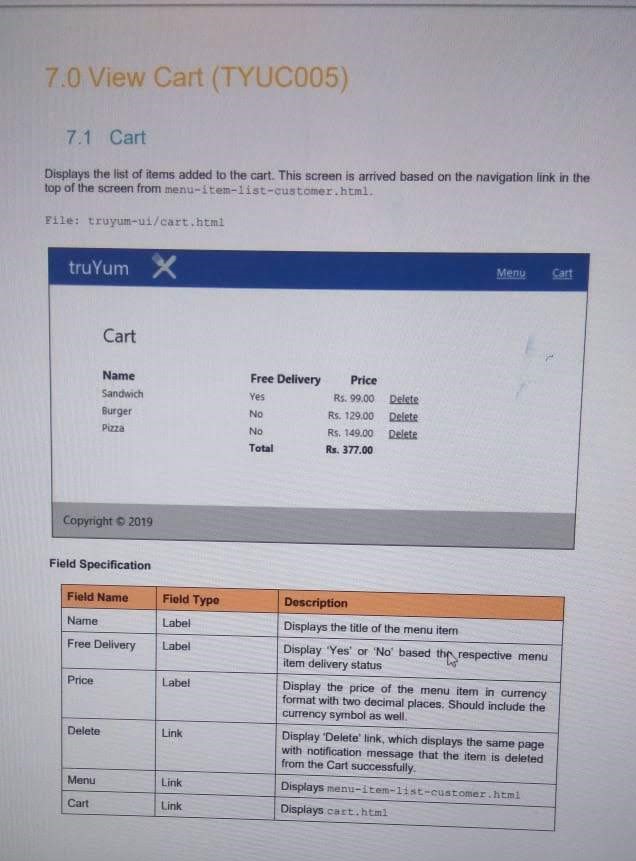 7.0 View Cart (TYUC005)
7.1 Cart
Displays the list of items added to the cart. This screen is arrived based on the navigation link in the
top of the screen from menu-item-list-customer.html.
File: truyum-ui/cart.html
truYum Menu Cart
Cart
Name Free Delivery Price
Sandwich Yes Rs. 99.00 Delete
Burger No Rs. 129.00 Delete
Pizza No Rs. 149.00 Delete
Total Rs. 377.00
Copyright © 2019
Field Specification
Field Name Field Type Description
Name Label Displays the title of the menu item
Free Delivery Label Display 'Yes' or 'No' based the respective menu
item delivery status
Price Label Display the price of the menu item in currency
format with two decimal places. Should include the
currency symbol as well.
Delete Link Display 'Delete' link, which displays the same page
with notification message that the item is deleted
from the Cart successfully.
Menu Link Displays menu-item-list-customer.html
Cart Link Displays cart.html